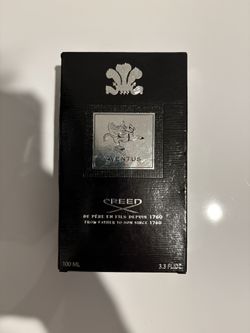 AVENTUS
CREED
DE PÈRE EN FILS DEPUIS 1760
FROM FATHER TO SON SINCE 1760
100 ML
3.3 FL.OZ.